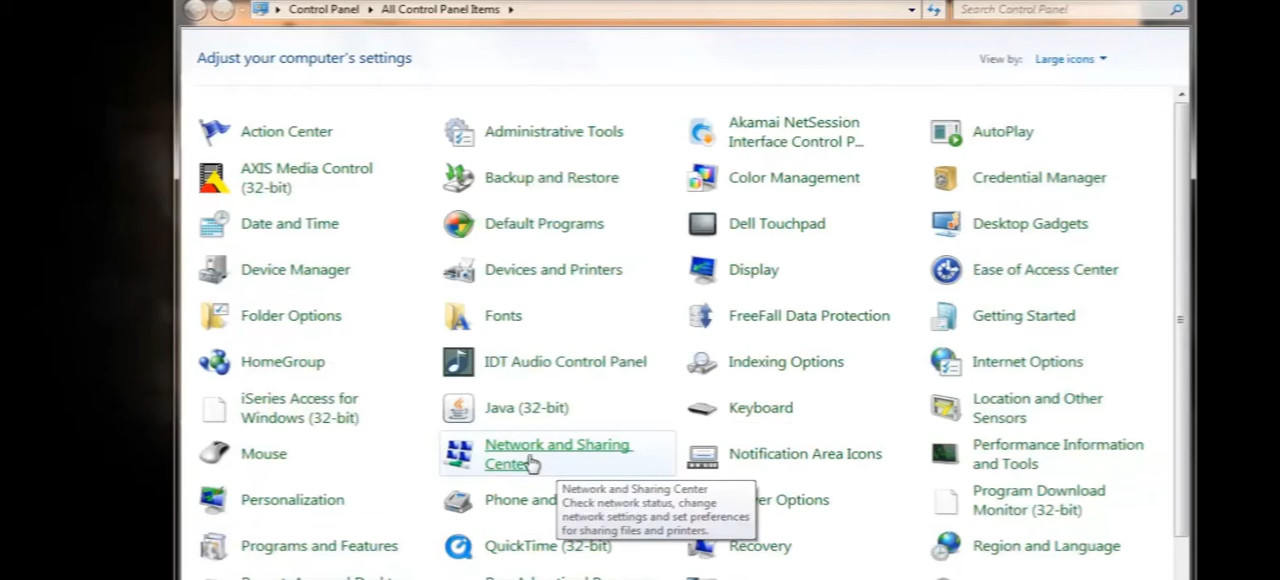 Control Panel ▸ All Control Panel Items ▸
Search Control Panel
Adjust your computer's settings
View by: Large icons
Action Center
Administrative Tools
Akamai NetSession
Interface Control P...
AutoPlay
AXIS Media Control
(32-bit)
Backup and Restore
Color Management
Credential Manager
Date and Time
Default Programs
Dell Touchpad
Desktop Gadgets
Device Manager
Devices and Printers
Display
Ease of Access Center
Folder Options
Fonts
FreeFall Data Protection
Getting Started
HomeGroup
IDT Audio Control Panel
Indexing Options
Internet Options
iSeries Access for
Windows (32-bit)
Java (32-bit)
Keyboard
Location and Other
Sensors
Mouse
Network and Sharing
Center
Notification Area Icons
Performance Information
and Tools
Network and Sharing Center
Check network status, change
network settings and set preferences
for sharing files and printers.
Personalization
Phone and
Options
Program Download
Monitor (32-bit)
Programs and Features
QuickTime (32-bit)
Recovery
Region and Language